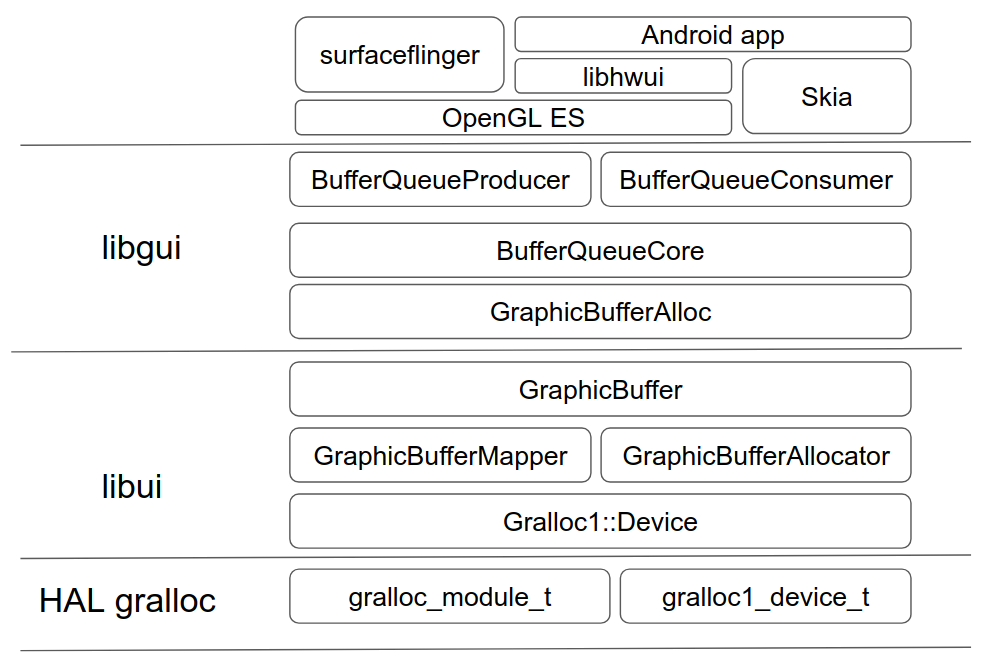 surfaceflinger
Android app
libhwui
Skia
OpenGL ES
libgui
BufferQueueProducer
BufferQueueConsumer
BufferQueueCore
GraphicBufferAlloc
libui
GraphicBuffer
GraphicBufferMapper
GraphicBufferAllocator
Gralloc1::Device
HAL gralloc
gralloc_module_t
gralloc1_device_t